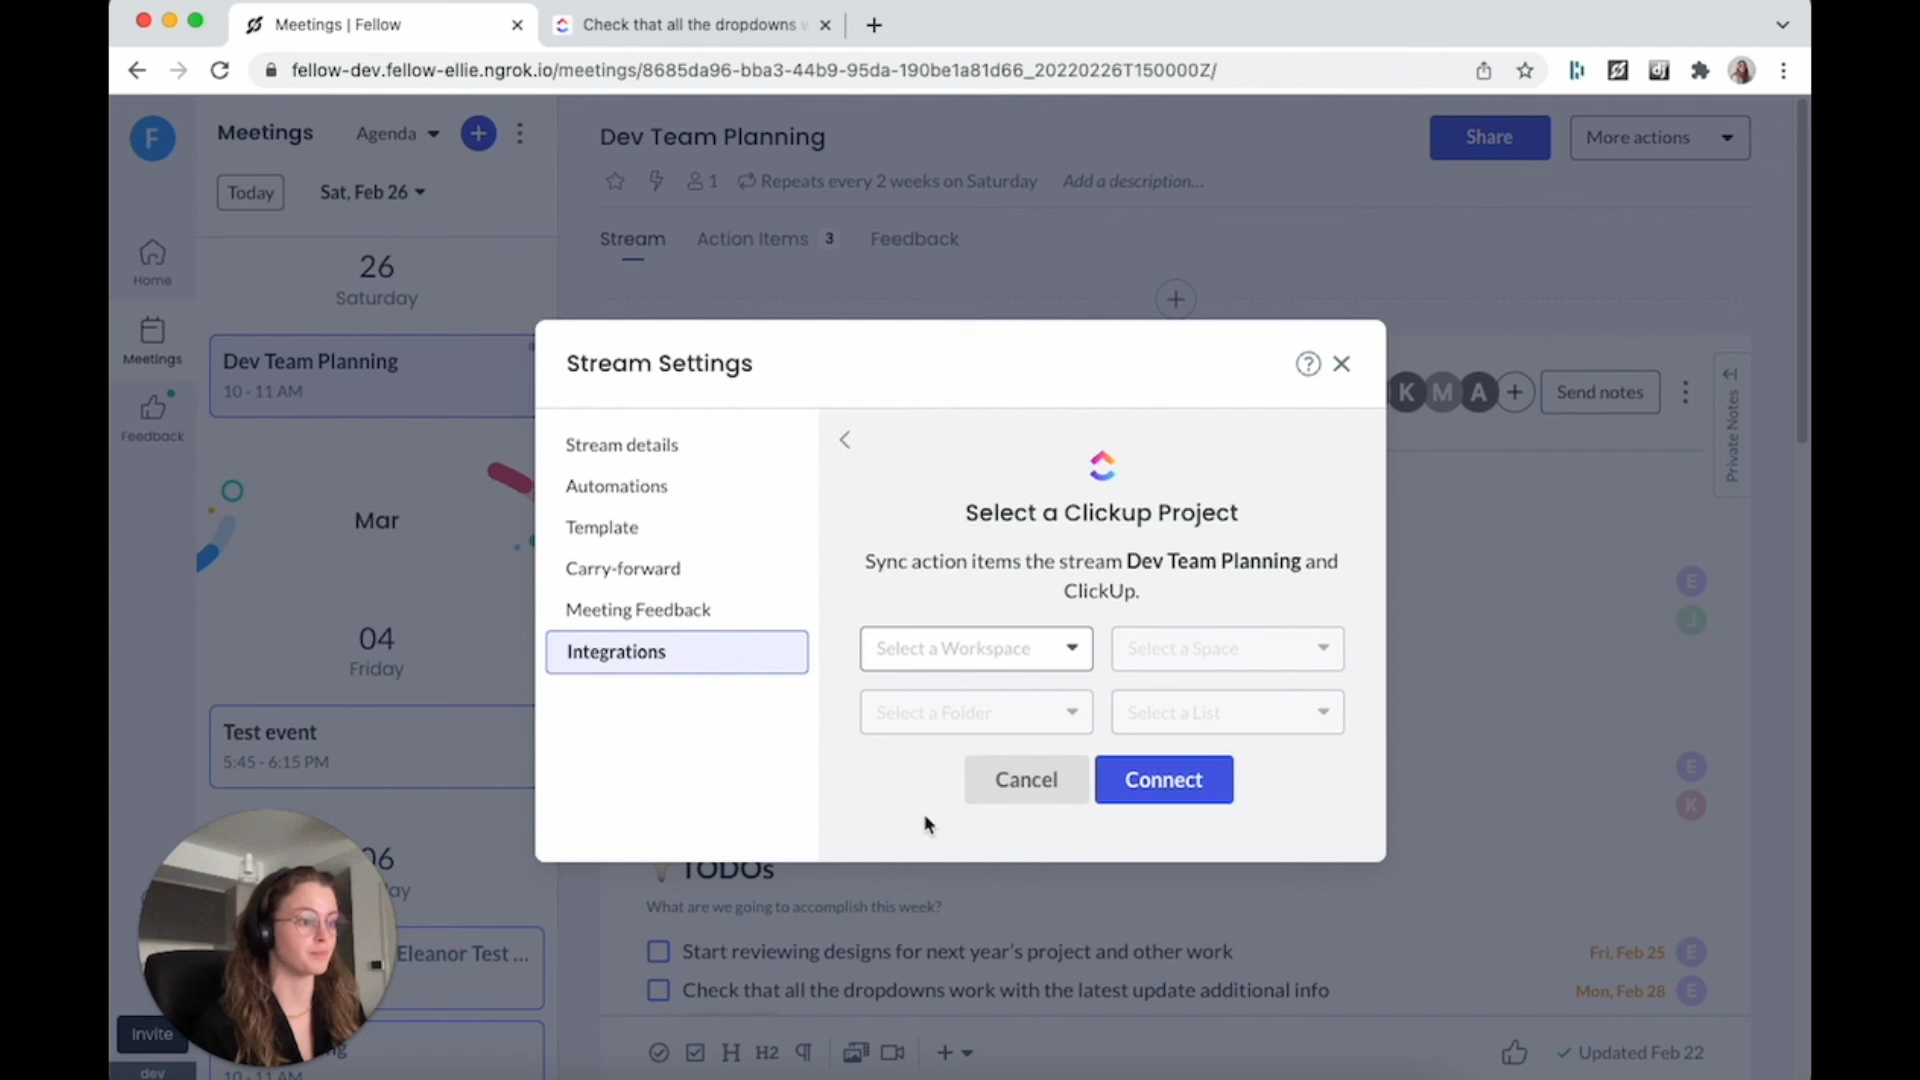 Meetings | Fellow
Check that all the dropdowns
fellow-dev.fellow-ellie.ngrok.io/meetings/8685da96-bba3-44b9-95da-190be1a81d66_20220226T150000Z/
F
Home
Meetings
Feedback
Invite
dev
Meetings
Agenda
Today
Sat, Feb 26
26
Saturday
Dev Team Planning
10 - 11 AM
Mar
04
Friday
Test event
5:45 - 6:15 PM
06
Eleanor Test ...
10 - 11 AM
Dev Team Planning
Share
More actions
1
Repeats every 2 weeks on Saturday
Add a description...
Stream
Action Items 3
Feedback
K
M
A
Send notes
Private Notes
Stream Settings
Stream details
Automations
Template
Carry-forward
Meeting Feedback
Integrations
Select a Clickup Project
Sync action items the stream Dev Team Planning and
ClickUp.
Select a Workspace
Select a Space
Select a Folder
Select a List
Cancel
Connect
E
J
E
K
TODOs
What are we going to accomplish this week?
Start reviewing designs for next year's project and other work
Fri, Feb 25
E
Check that all the dropdowns work with the latest update additional info
Mon, Feb 28
E
H
H2
Updated Feb 22